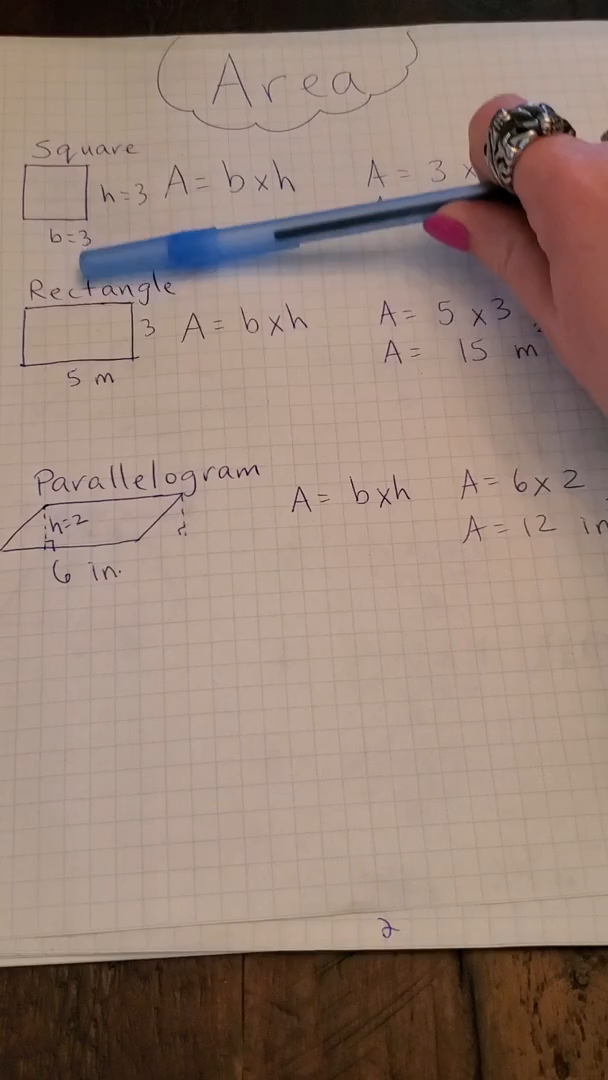 Area
Square
h=3 A = b x h A = 3 x
b=3
Rectangle
3 A = b x h A = 5 x 3
A = 15 m
5 m
Parallelogram
A = b x h A = 6 x 2
h=2
A = 12 in
6 in.
2